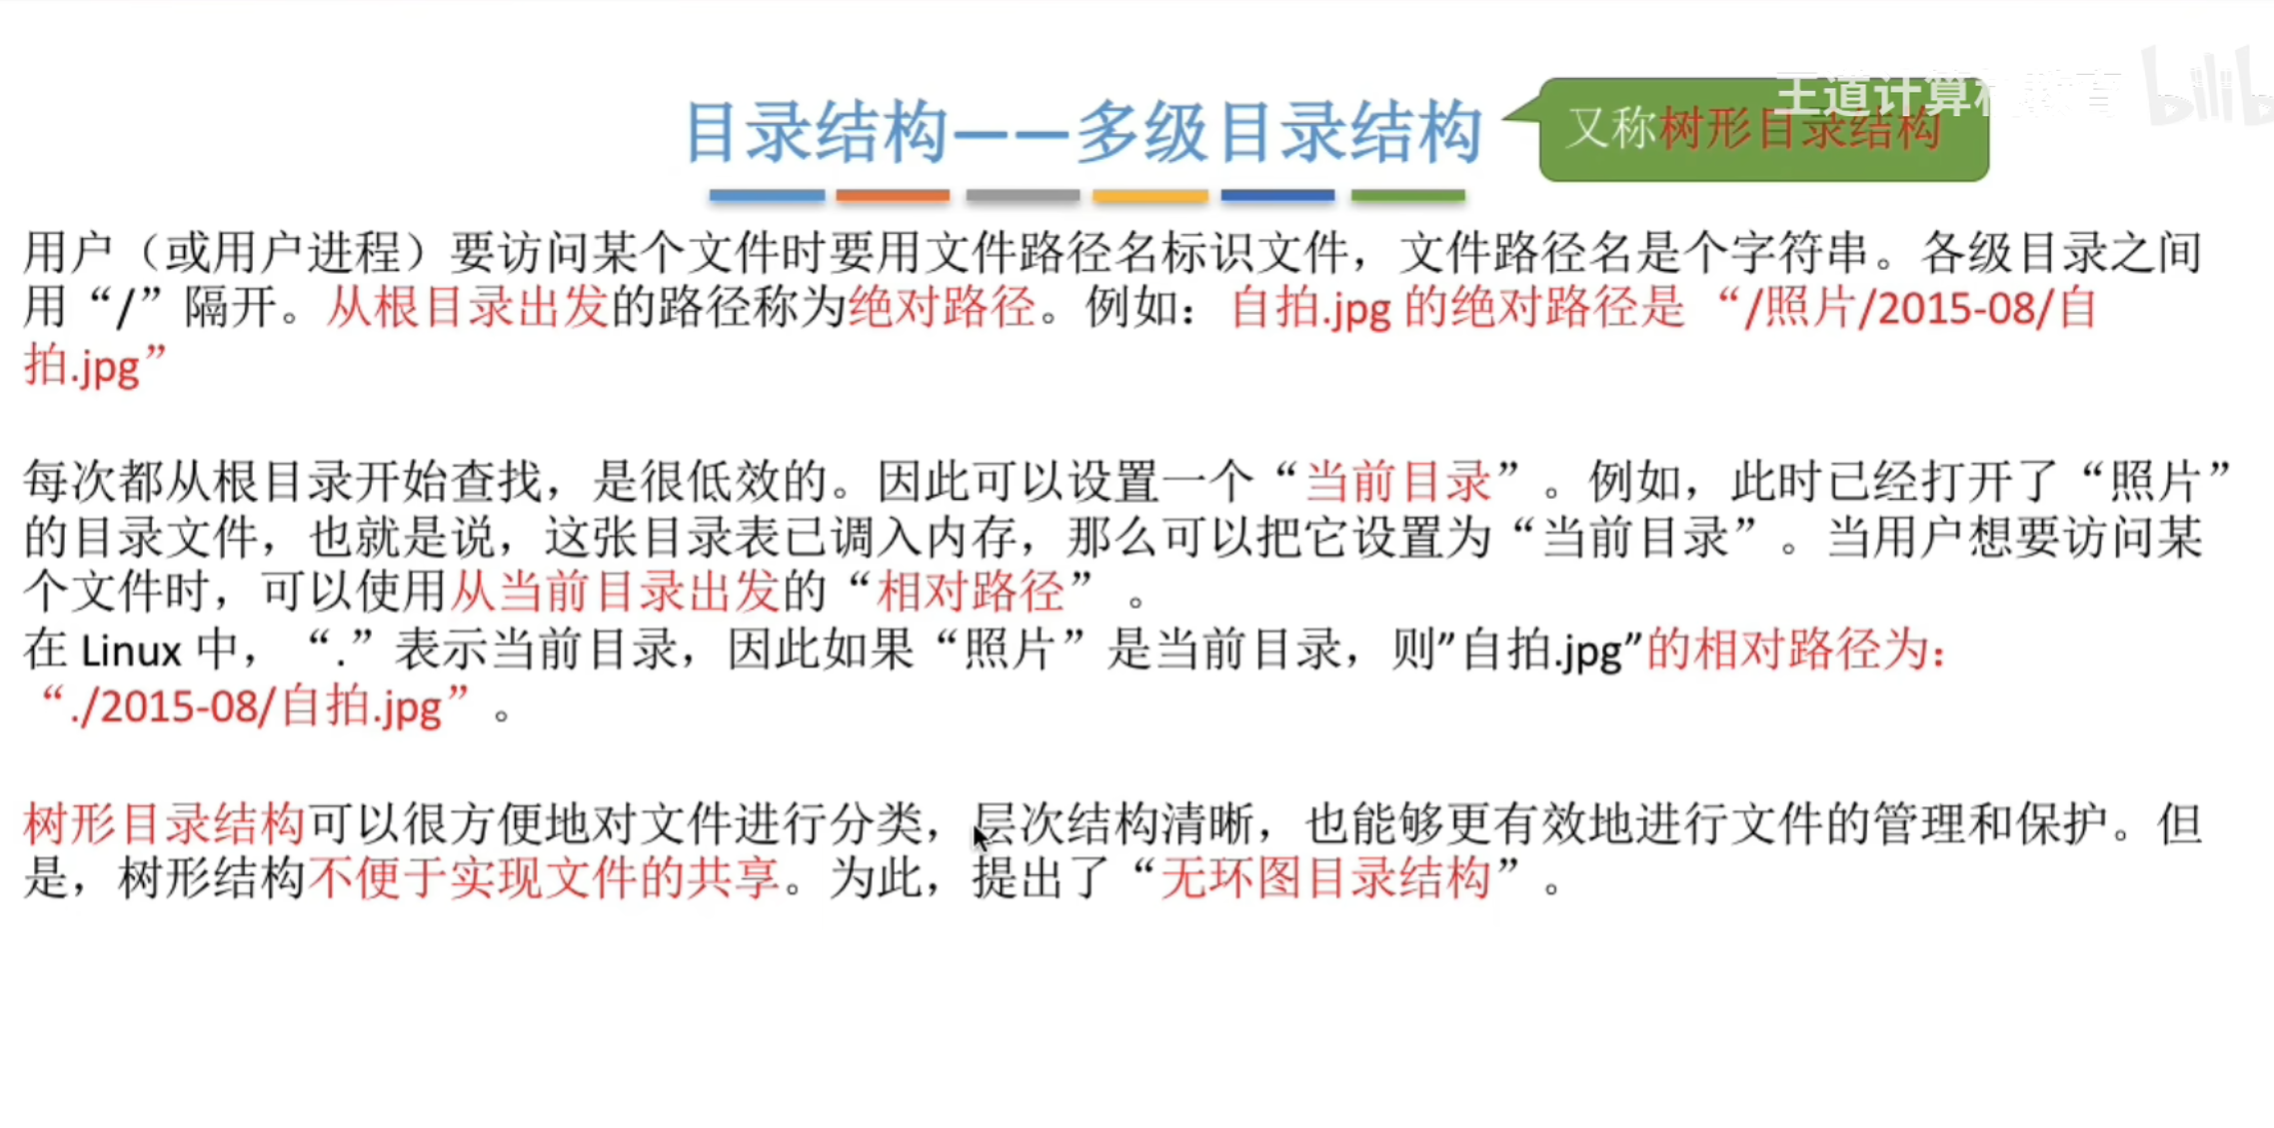 王道计算机教育
bilib
目录结构——多级目录结构
又称树形目录结构
用户（或用户进程）要访问某个文件时要用文件路径名标识文件，文件路径名是个字符串。各级目录之间
用“/”隔开。从根目录出发的路径称为绝对路径。例如：自拍.jpg 的绝对路径是“/照片/2015-08/自
拍.jpg”
每次都从根目录开始查找，是很低效的。因此可以设置一个“当前目录”。例如，此时已经打开了“照片”
的目录文件，也就是说，这张目录表已调入内存，那么可以把它设置为“当前目录”。当用户想要访问某
个文件时，可以使用从当前目录出发的“相对路径”。
在 Linux 中，“.”表示当前目录，因此如果“照片”是当前目录，则”自拍.jpg”的相对路径为：
“./2015-08/自拍.jpg”。
树形目录结构可以很方便地对文件进行分类，层次结构清晰，也能够更有效地进行文件的管理和保护。但
是，树形结构不便于实现文件的共享。为此，提出了“无环图目录结构”。